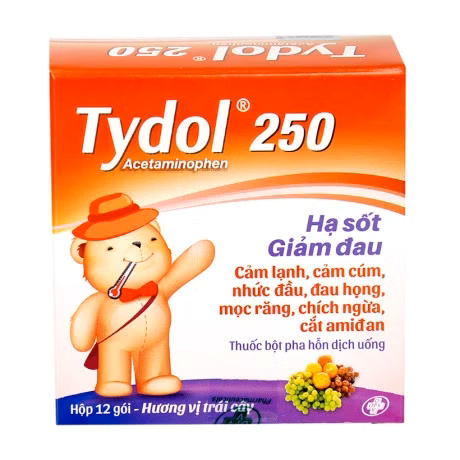 Tydol® 250
Acetaminophen
Tydol® 250
Acetaminophen
Hạ sốt
Giảm đau
Cảm lạnh, cảm cúm,
nhức đầu, đau họng,
mọc răng, chích ngừa,
cắt amiđan
Thuốc bột pha hỗn dịch uống
Hộp 12 gói - Hương vị trái cây